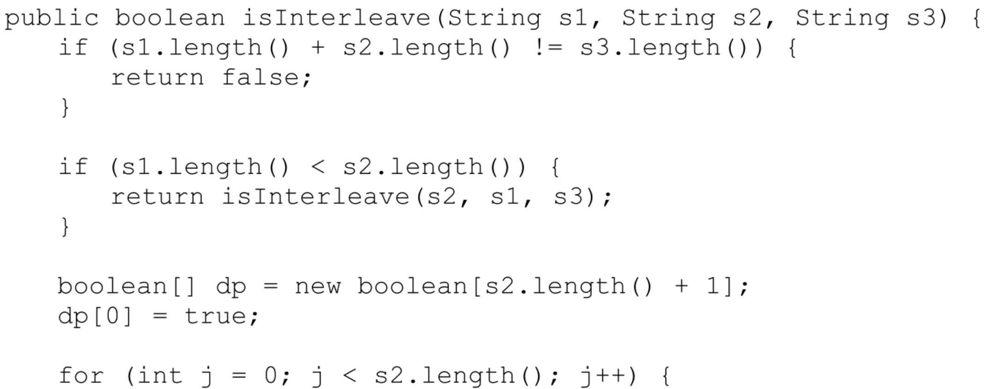 public boolean isInterleave(String s1, String s2, String s3) {
if (s1.length() + s2.length() != s3.length()) {
return false;
}
if (s1.length() < s2.length()) {
return isInterleave(s2, s1, s3);
}
boolean[] dp = new boolean[s2.length() + 1];
dp[0] = true;
for (int j = 0; j < s2.length(); j++) {